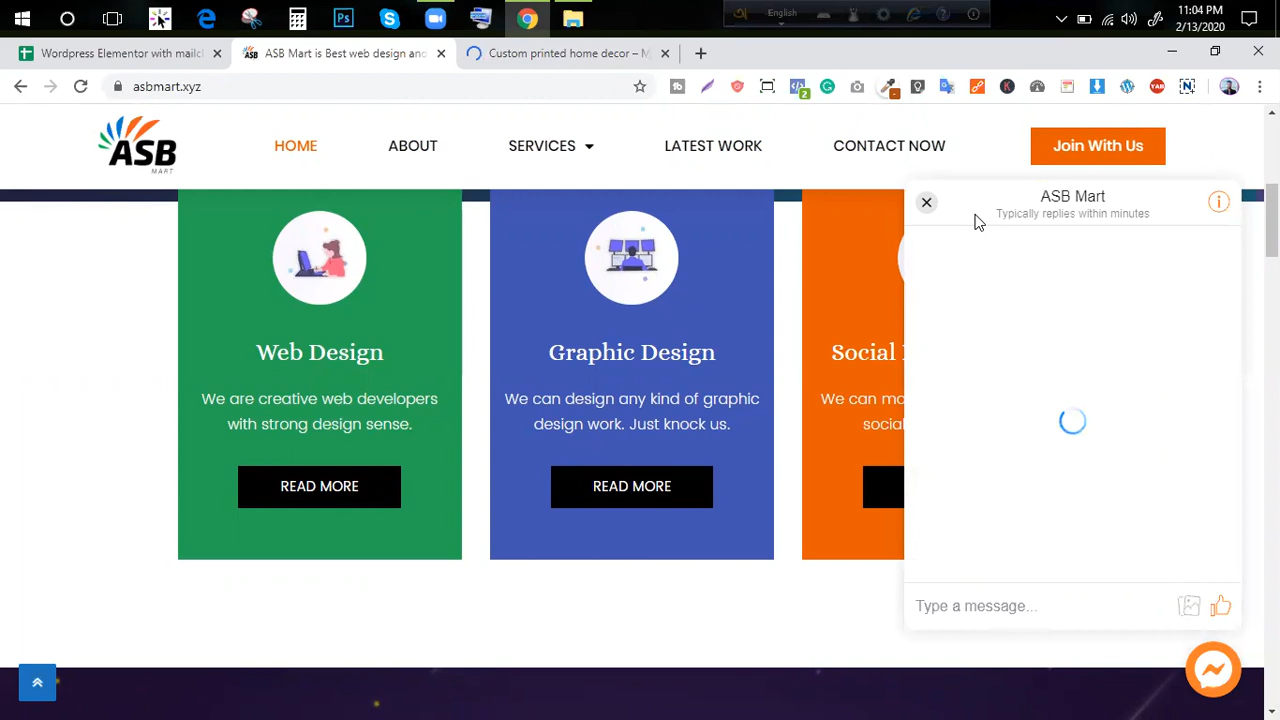 English
11:04 PM
2/13/2020
Wordpress Elementor with mailc
ASB Mart is Best web design and
Custom printed home decor – M
asbmart.xyz
2
ASB
MART
HOME
ABOUT
SERVICES
LATEST WORK
CONTACT NOW
Join With Us
ASB Mart
Typically replies within minutes
Web Design
We are creative web developers
with strong design sense.
READ MORE
Graphic Design
We can design any kind of graphic
design work. Just knock us.
READ MORE
Social
We can
social
Type a message...